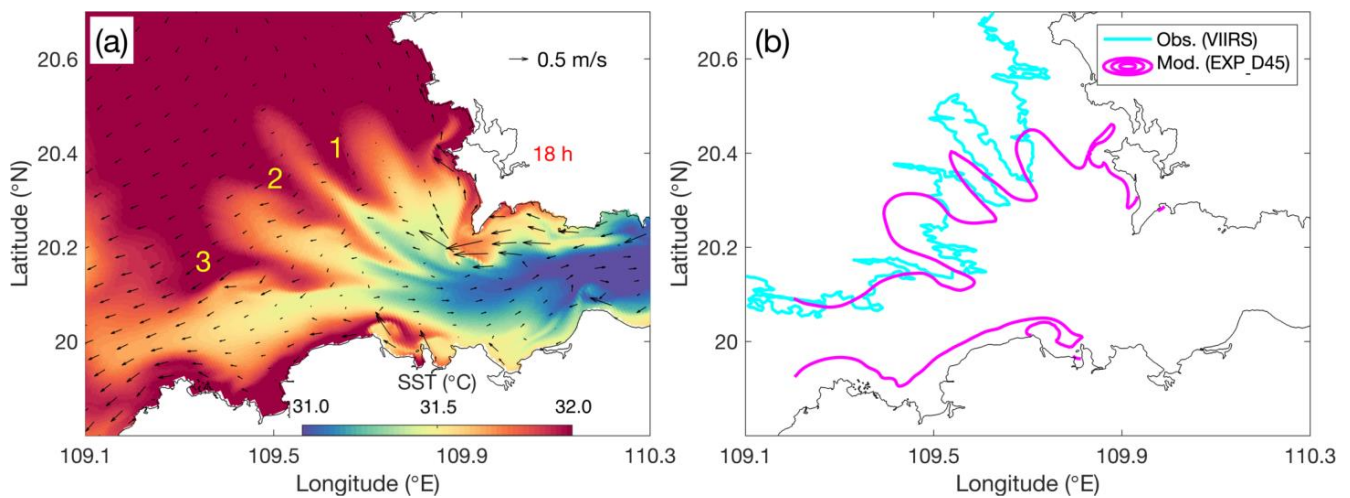 (a)
0.5 m/s
20.6
20.4
20.2
20
Latitude (°N)
1
2
3
18 h
SST (°C)
31.0 31.5 32.0
109.1 109.5 109.9 110.3
Longitude (°E)
(b)
Obs. (VIIRS)
Mod. (EXP_D45)
20.6
20.4
20.2
20
Latitude (°N)
109.1 109.5 109.9 110.3
Longitude (°E)